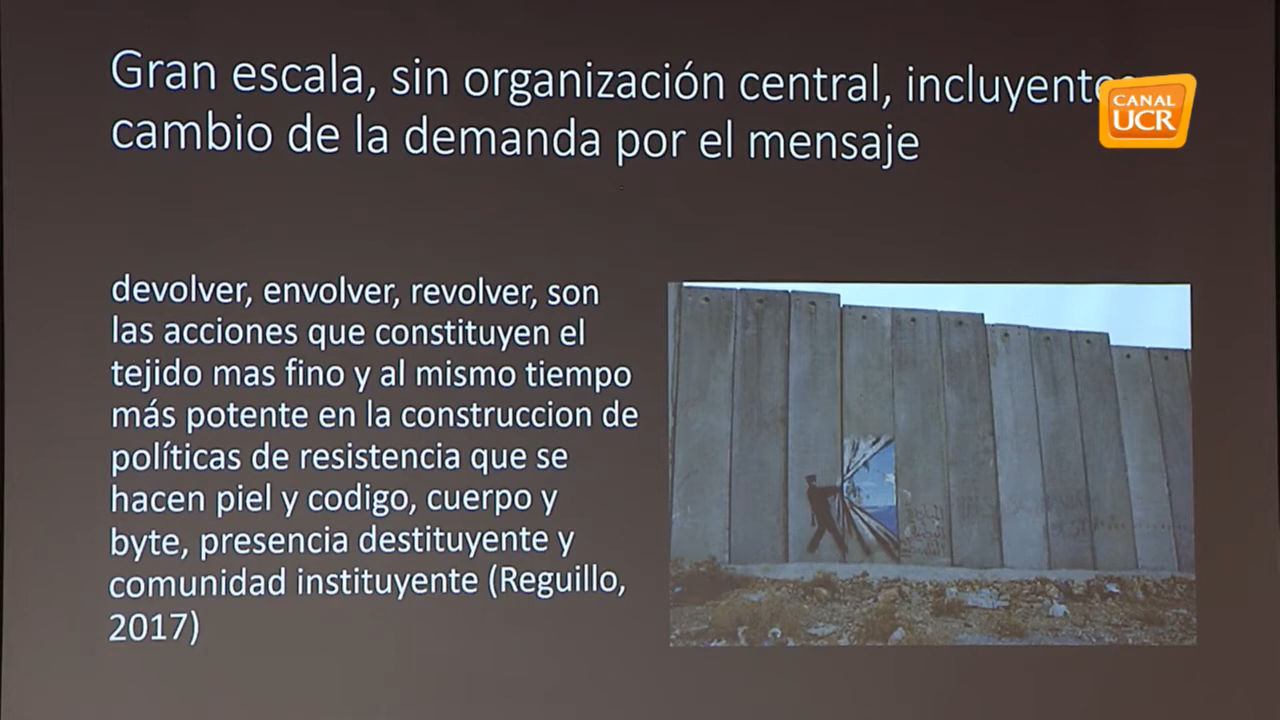 Gran escala, sin organización central, incluyente
cambio de la demanda por el mensaje
CANAL
UCR
devolver, envolver, revolver, son
las acciones que constituyen el
tejido mas fino y al mismo tiempo
más potente en la construccion de
políticas de resistencia que se
hacen piel y codigo, cuerpo y
byte, presencia destituyente y
comunidad instituyente (Reguillo,
2017)